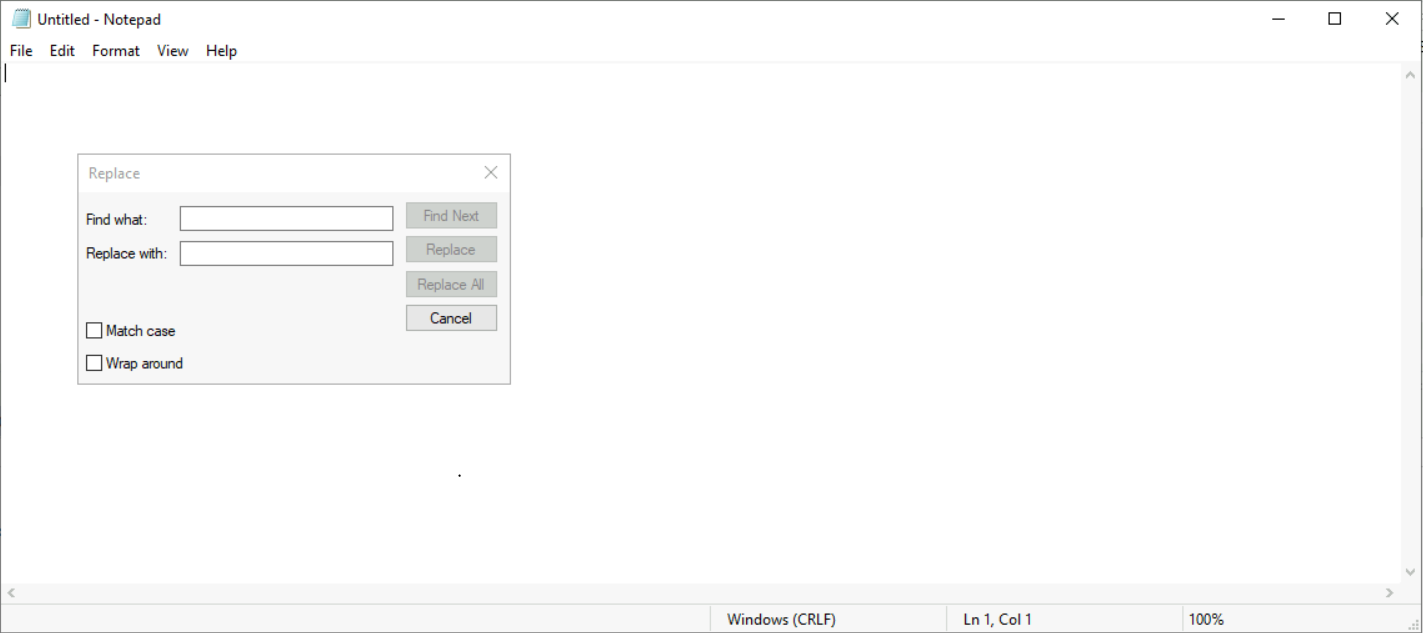 Untitled - Notepad
File Edit Format View Help
Replace
Find what: Find Next
Replace with: Replace
Replace All
Cancel
Match case
Wrap around
Windows (CRLF) Ln 1, Col 1 100%